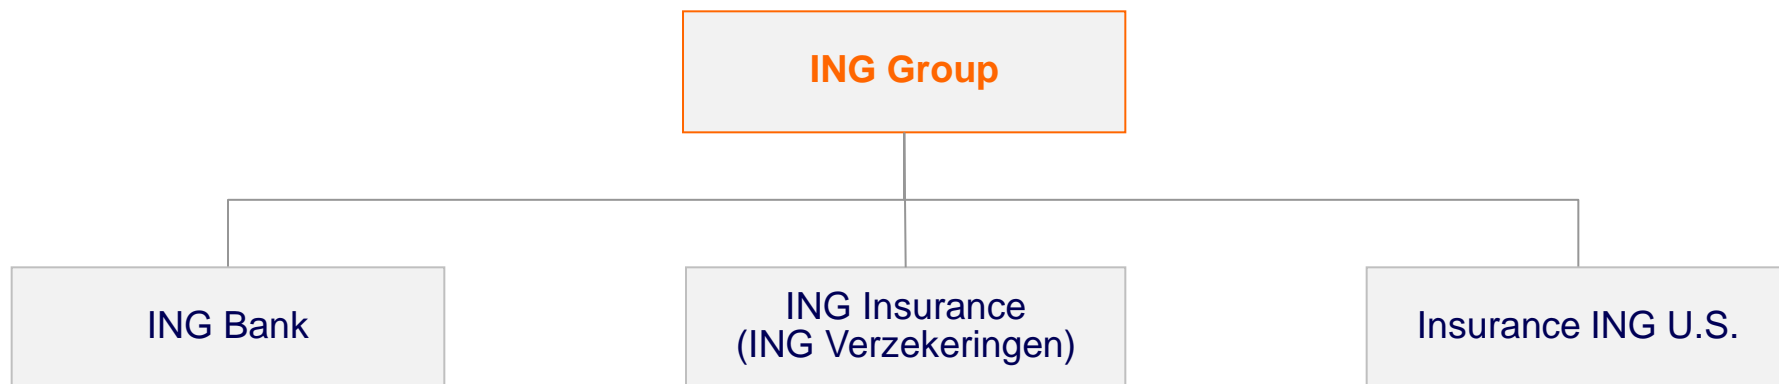 ING Group
ING Bank
ING Insurance
(ING Verzekeringen)
Insurance ING U.S.